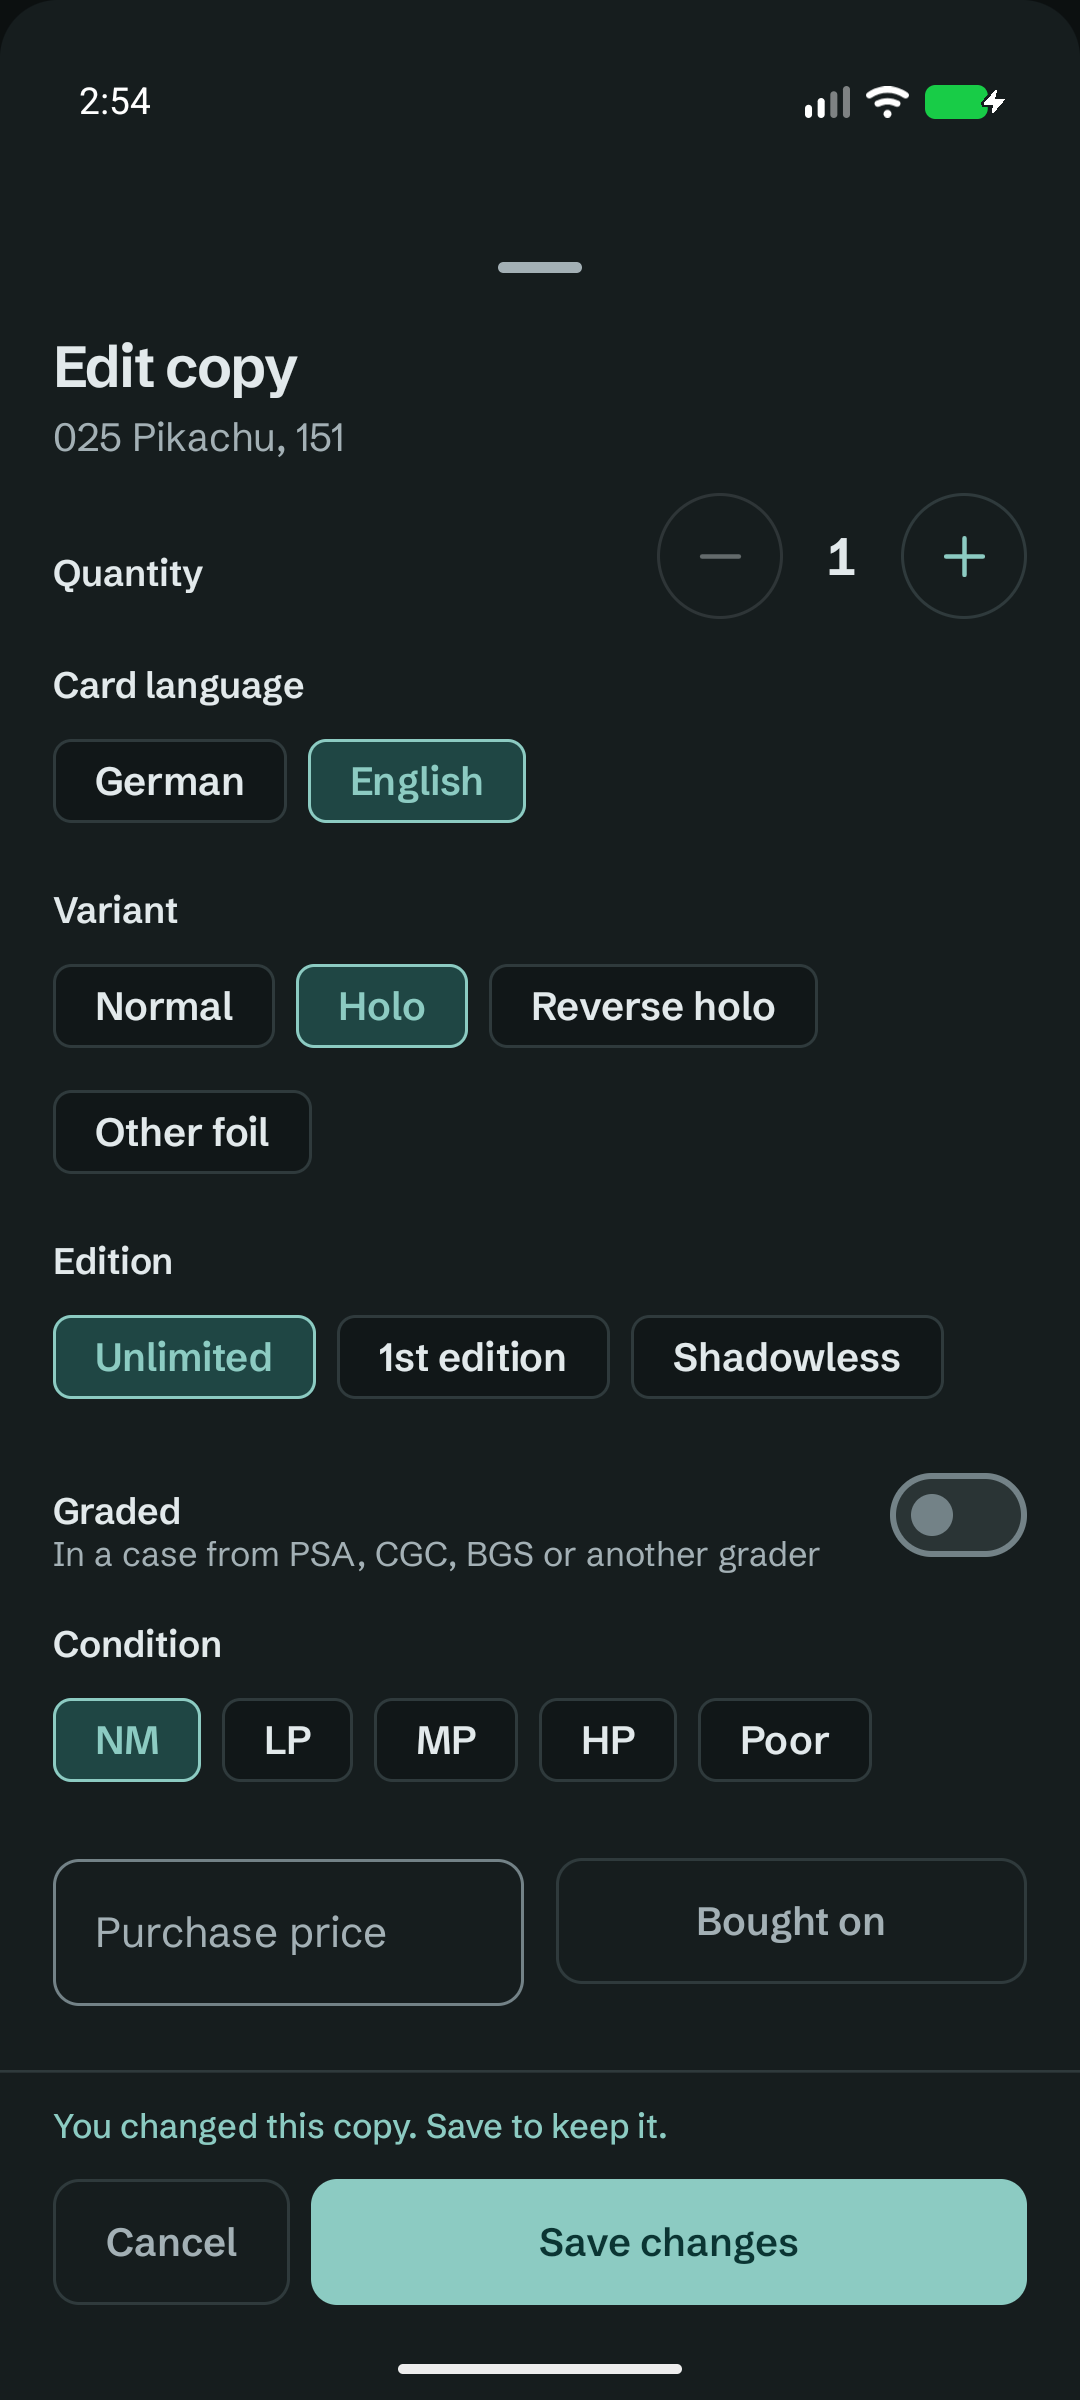 2:54
Edit copy
025 Pikachu, 151
Quantity
1
Card language
German English
Variant
Normal Holo Reverse holo
Other foil
Edition
Unlimited 1st edition Shadowless
Graded
In a case from PSA, CGC, BGS or another grader
Condition
NM LP MP HP Poor
Purchase price Bought on
You changed this copy. Save to keep it.
Cancel Save changes